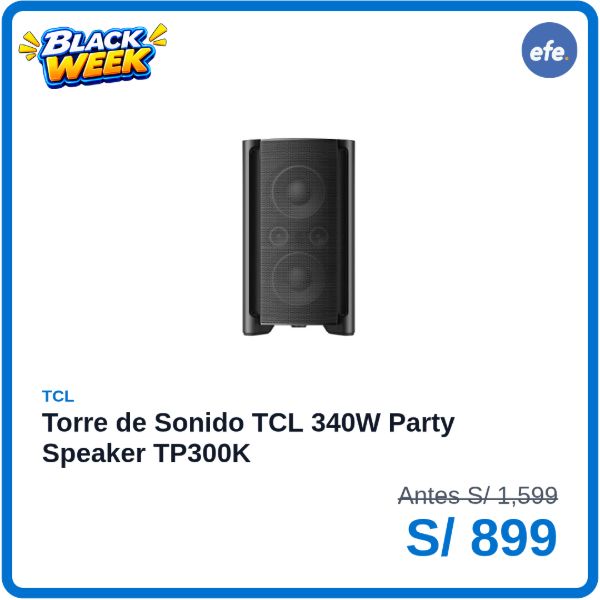 BLACK
WEEK
efe.
TCL
Torre de Sonido TCL 340W Party
Speaker TP300K
Antes S/ 1,599
S/ 899